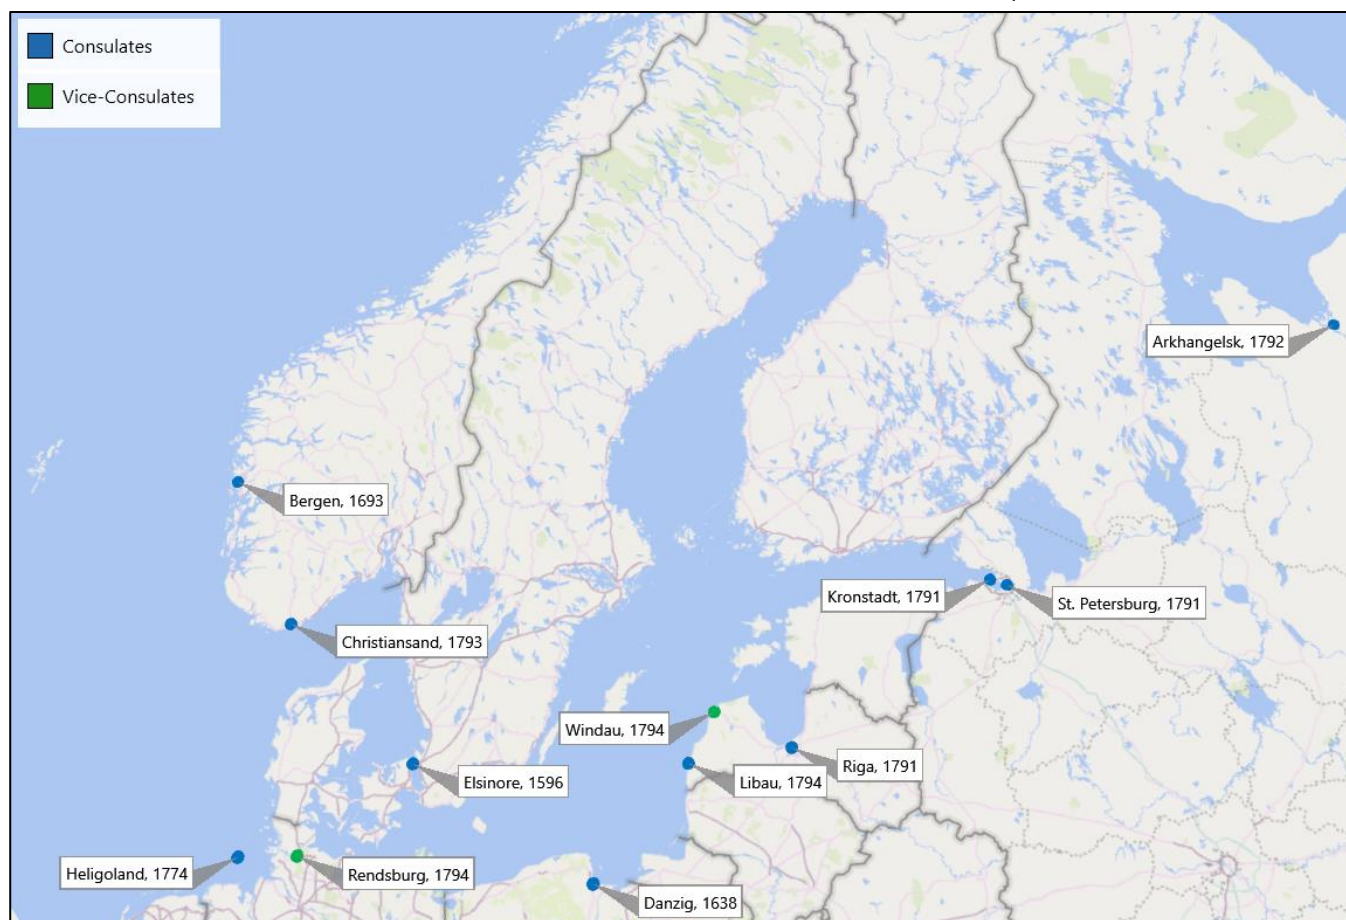 Consulates
Vice-Consulates
Arkhangelsk, 1792
Bergen, 1693
Kronstadt, 1791
St. Petersburg, 1791
Christiansand, 1793
Windau, 1794
Riga, 1791
Elsinore, 1596
Libau, 1794
Heligoland, 1774
Rendsburg, 1794
Danzig, 1638